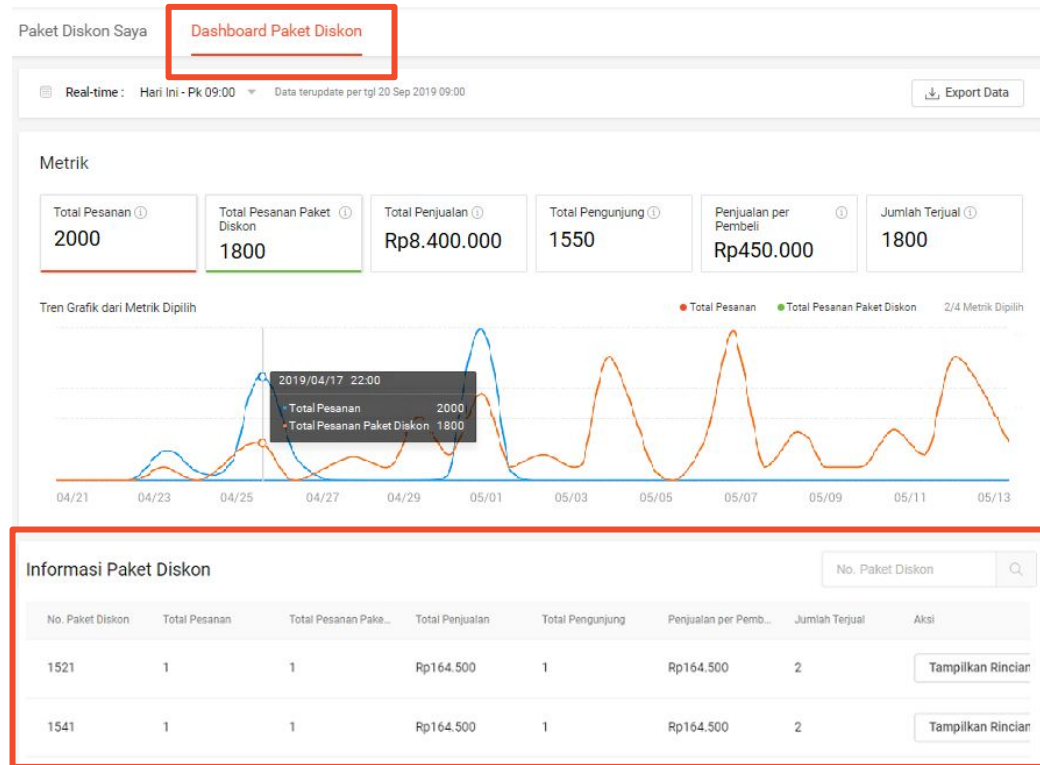 Paket Diskon Saya
Dashboard Paket Diskon
Real-time : Hari Ini - Pk 09:00 Data terupdate per tgl 20 Sep 2019 09:00
Export Data
Metrik
Total Pesanan
2000
Total Pesanan Paket Diskon
1800
Total Penjualan
Rp8.400.000
Total Pengunjung
1550
Penjualan per Pembeli
Rp450.000
Jumlah Terjual
1800
Tren Grafik dari Metrik Dipilih
Total Pesanan Total Pesanan Paket Diskon 2/4 Metrik Dipilih
2019/04/17 22:00
Total Pesanan 2000
Total Pesanan Paket Diskon 1800
04/21 04/23 04/25 04/27 04/29 05/01 05/03 05/05 05/07 05/09 05/11 05/13
Informasi Paket Diskon
No. Paket Diskon
No. Paket Diskon Total Pesanan Total Pesanan Pake... Total Penjualan Total Pengunjung Penjualan per Pemb... Jumlah Terjual Aksi
1521 1 1 Rp164.500 1 Rp164.500 2 Tampilkan Rincian
1541 1 1 Rp164.500 1 Rp164.500 2 Tampilkan Rincian